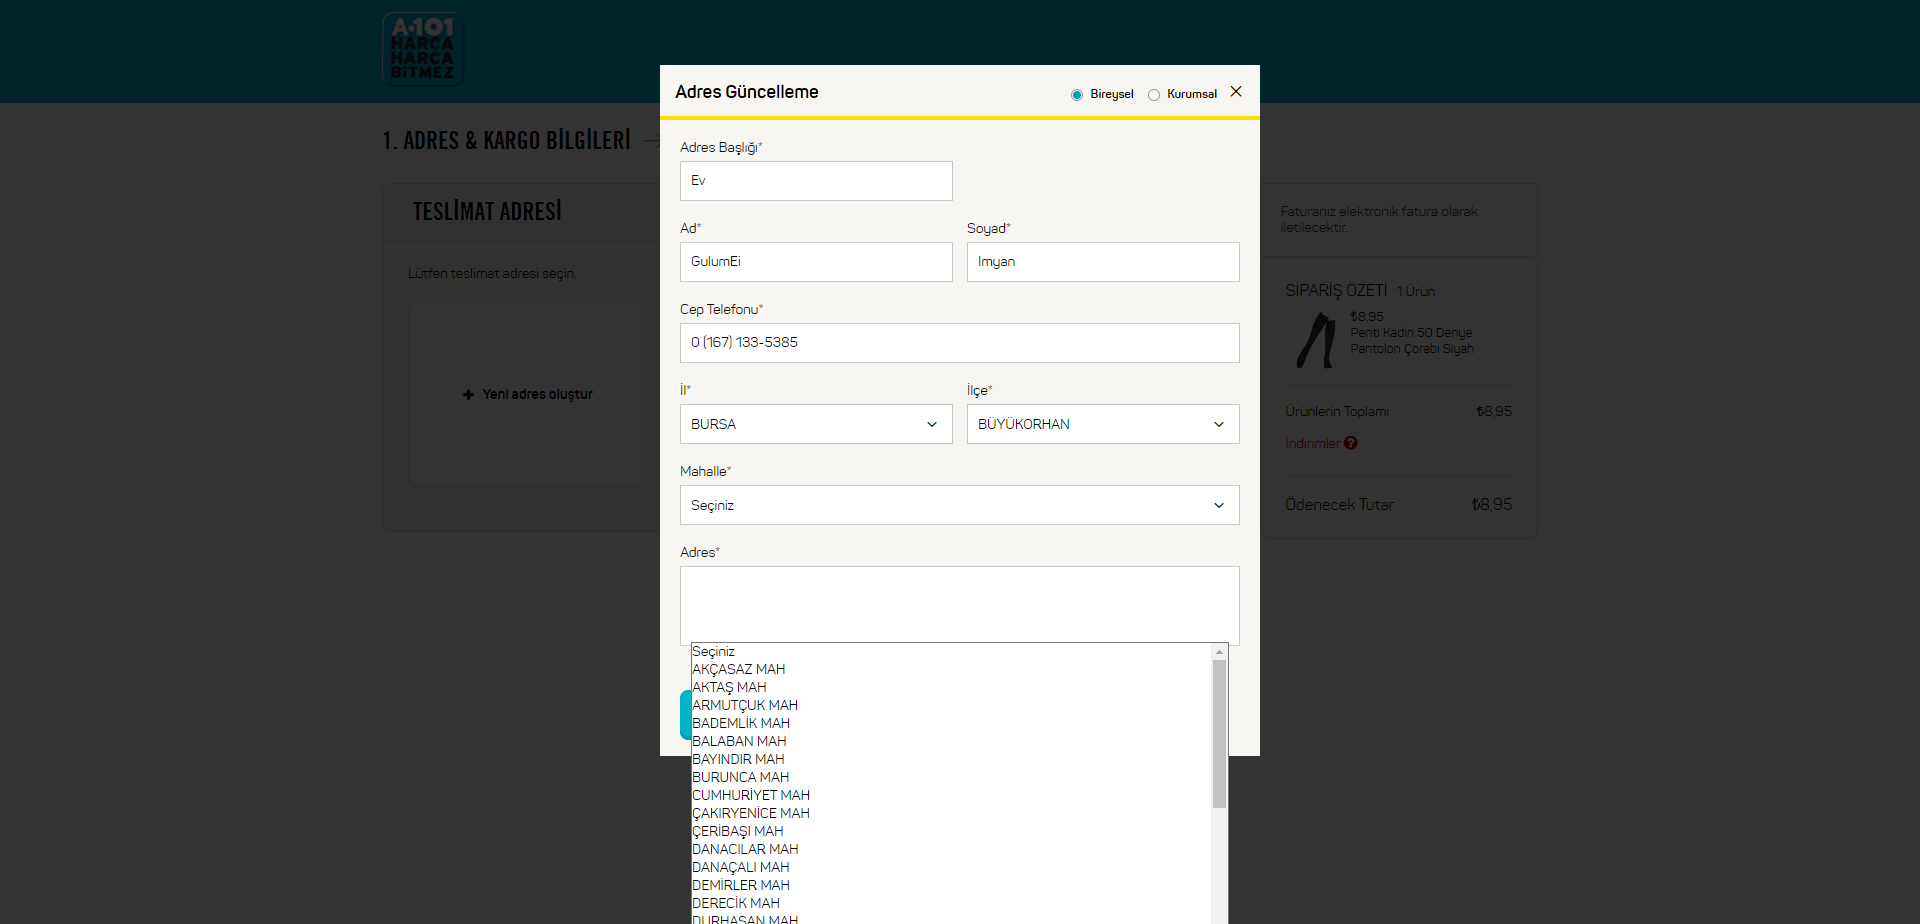 A·101
HARCA
HARCA
BİTMEZ
1. ADRES & KARGO BİLGİLERİ
TESLİMAT ADRESİ
Lütfen teslimat adresi seçin.
Yeni adres oluştur
Adres Güncelleme
Bireysel
Kurumsal
Adres Başlığı*
Ev
Ad*
Soyad*
GulumEi
Imyan
Cep Telefonu*
0 (167) 133-5385
İl*
İlçe*
BURSA
BÜYÜKORHAN
Mahalle*
Seçiniz
Adres*
Seçiniz
AKÇASAZ MAH
AKTAŞ MAH
ARMUTÇUK MAH
BADEMLİK MAH
BALABAN MAH
BAYINDIR MAH
BURUNCA MAH
CUMHURİYET MAH
ÇAKIRYENİCE MAH
ÇERİBAŞI MAH
DANACILAR MAH
DANAÇALI MAH
DEMİRLER MAH
DERECİK MAH
DURHASAN MAH
Faturanız elektronik fatura olarak
iletilecektir.
SİPARİŞ ÖZETİ 1 Ürün
₺8,95
Penti Kadın 50 Denye
Pantolon Çorabı Siyah
Ürünlerin Toplamı ₺8,95
İndirimler ?
Ödenecek Tutar ₺8,95